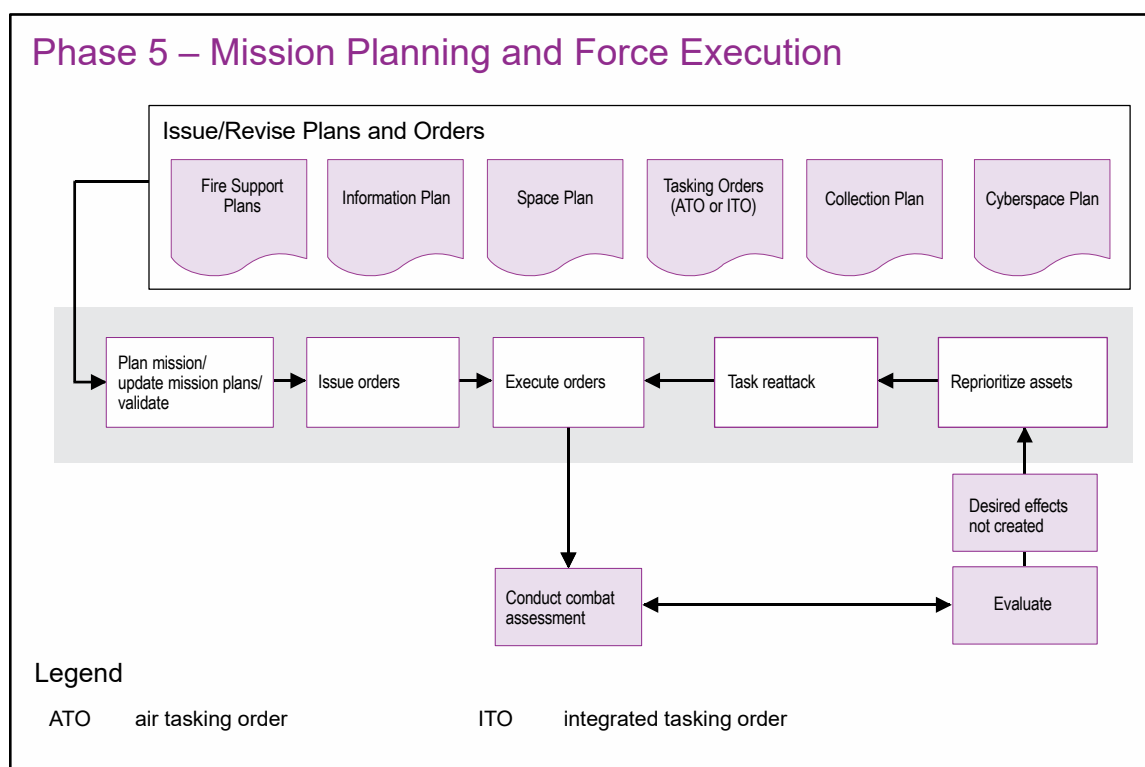 Phase 5 – Mission Planning and Force Execution
Issue/Revise Plans and Orders
Fire Support
Plans
Information Plan
Space Plan
Tasking Orders
(ATO or ITO)
Collection Plan
Cyberspace Plan
Plan mission/
update mission plans/
validate
Issue orders
Execute orders
Task reattack
Reprioritize assets
Desired effects
not created
Conduct combat
assessment
Evaluate
Legend
ATO air tasking order
ITO integrated tasking order